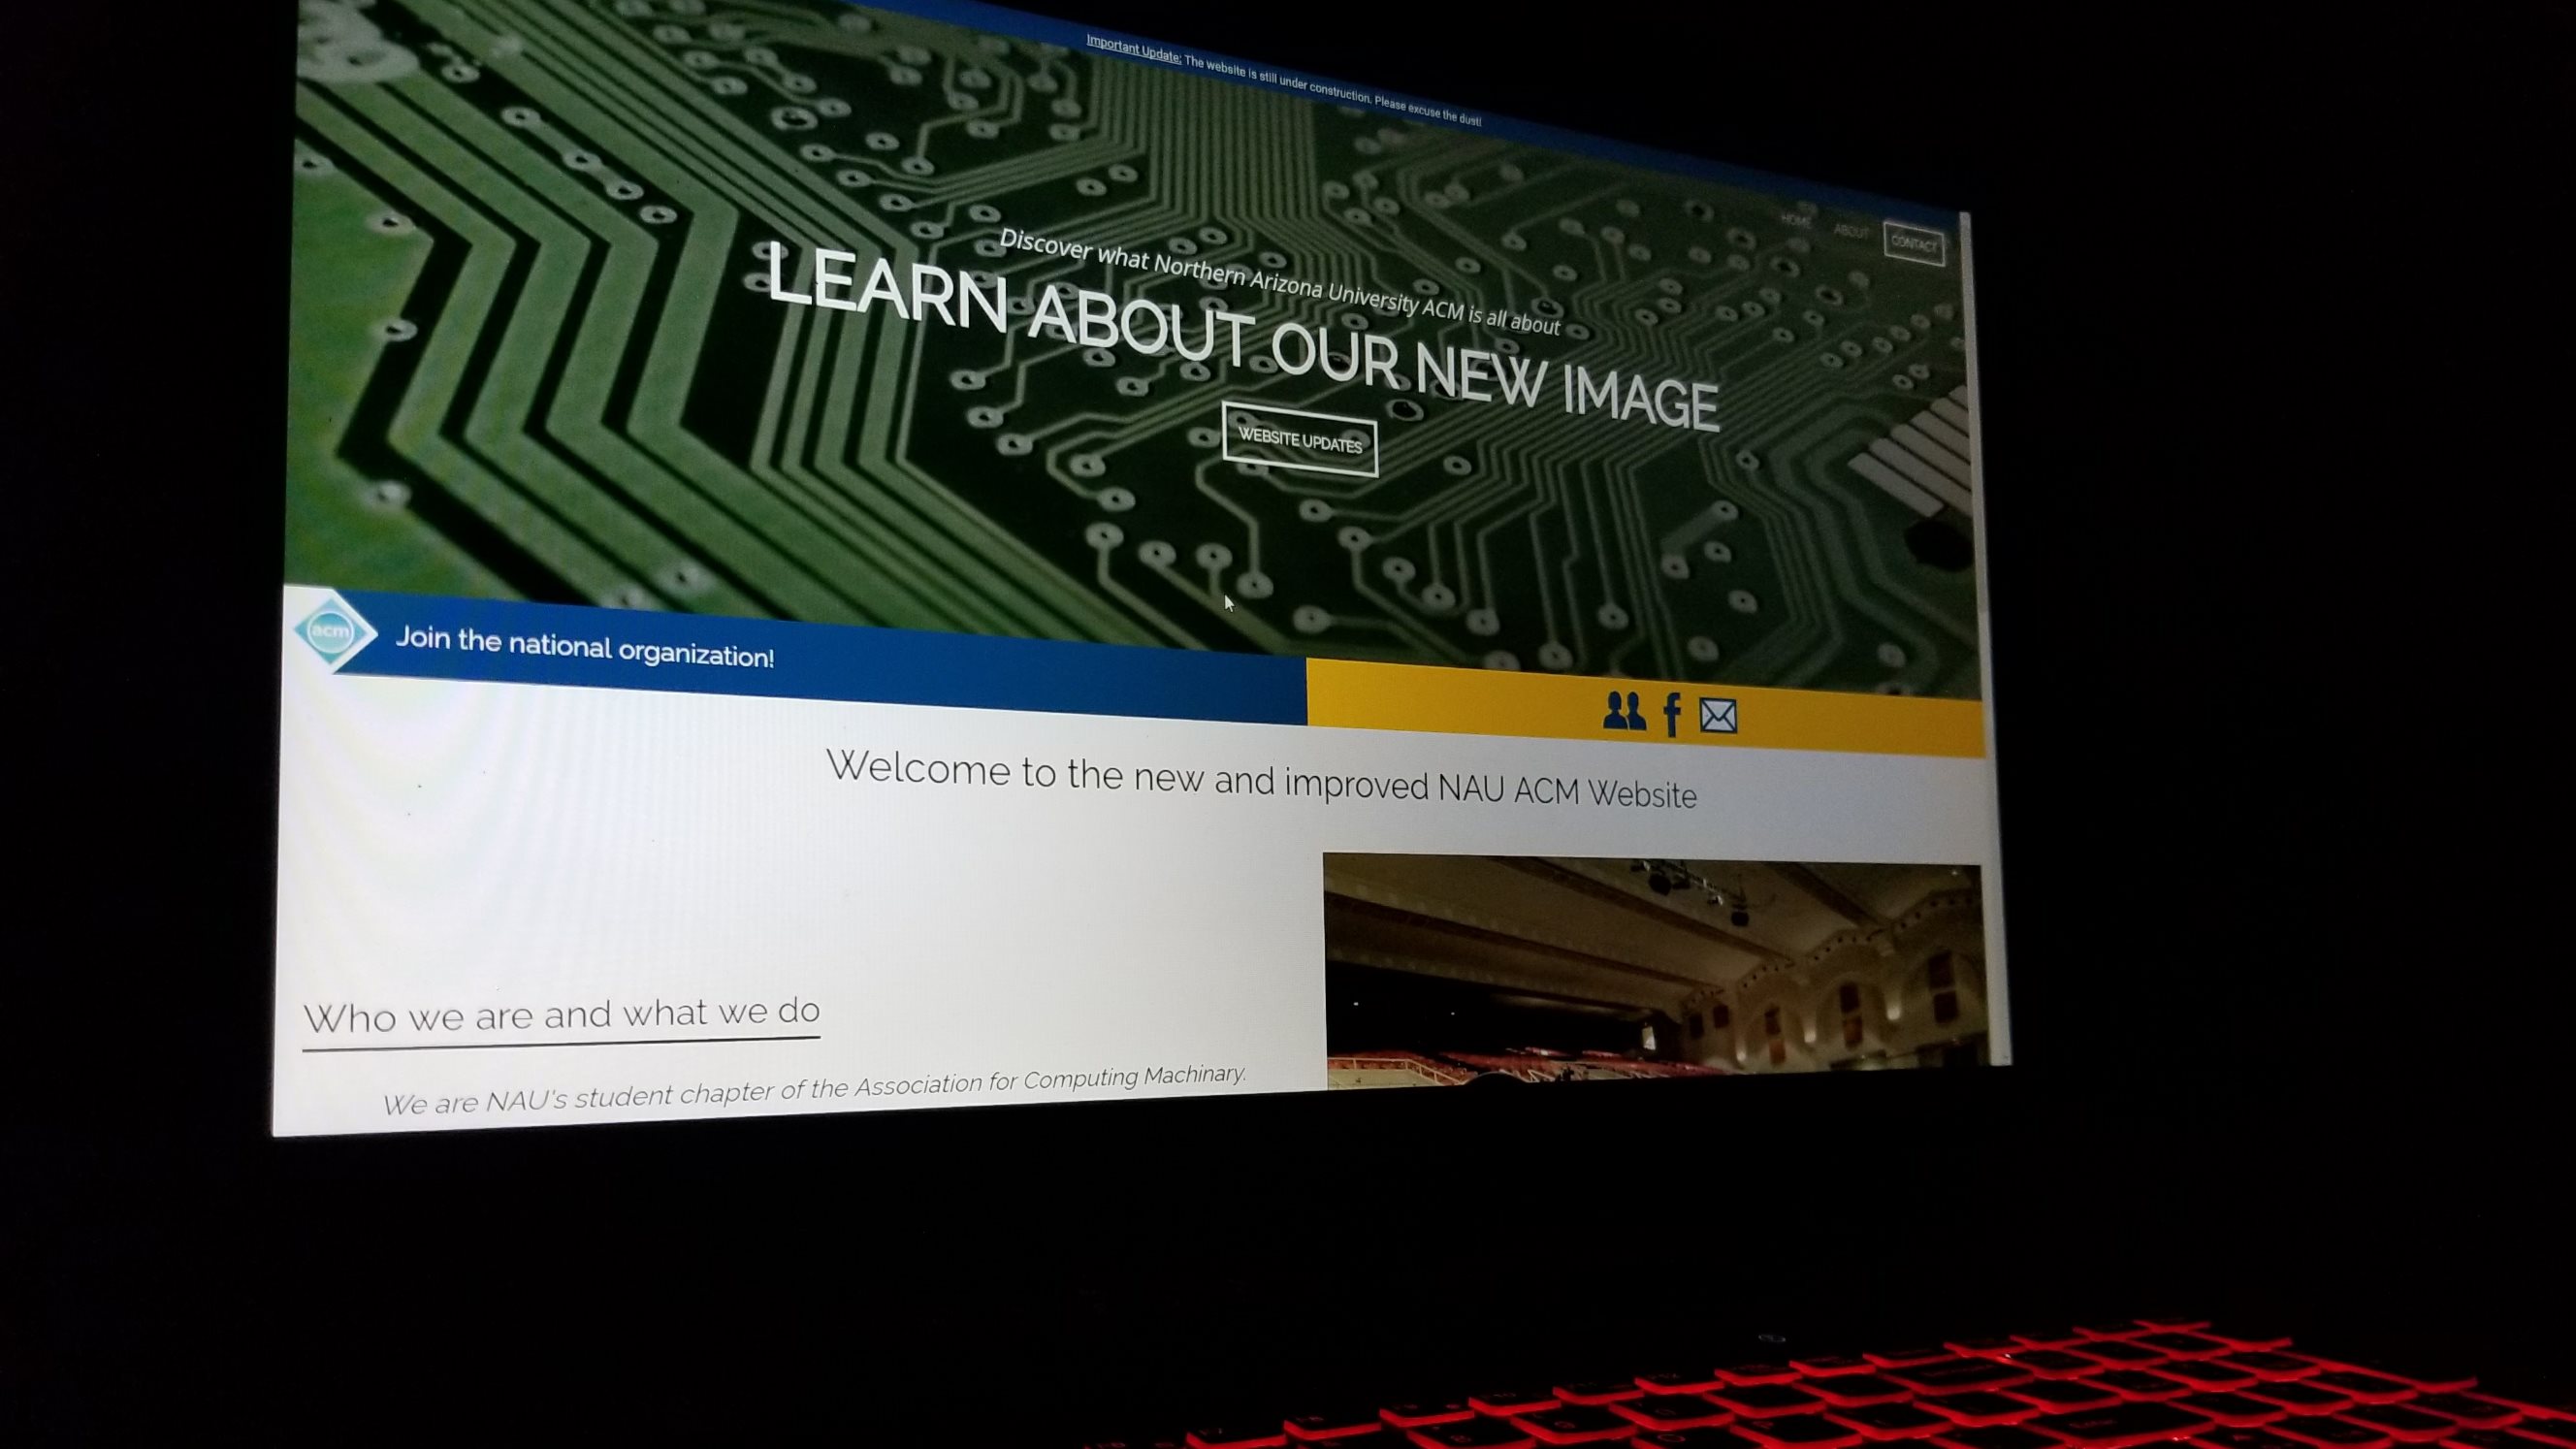 Important Update: The website is still under construction. Please excuse the dust!
HOME ABOUT CONTACT
Discover what Northern Arizona University ACM is all about
LEARN ABOUT OUR NEW IMAGE
WEBSITE UPDATES
acm
Join the national organization!
f
Welcome to the new and improved NAU ACM Website
Who we are and what we do
We are NAU's student chapter of the Association for Computing Machinary.